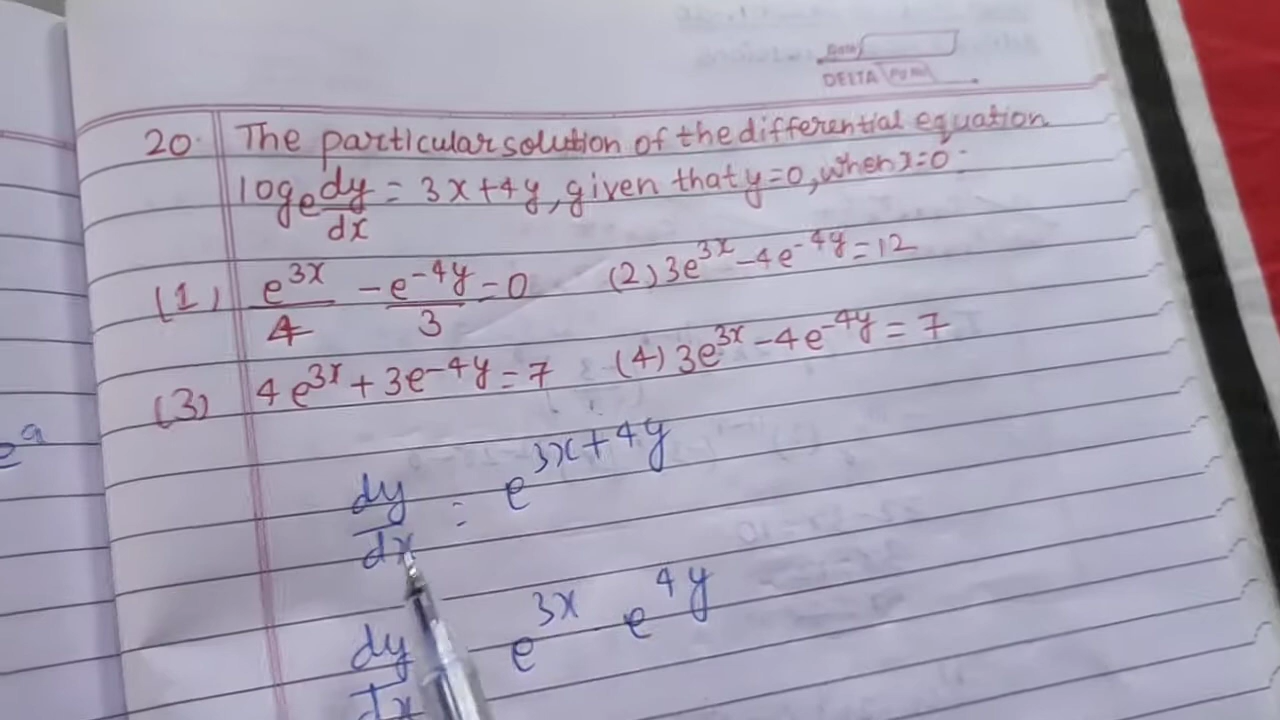 DELTA
20. The particular solution of the differential equation
log_e dy/dx = 3x+4y, given that y=0, when x=0.
(1) e^{3x}/4 - e^{-4y}/3 = 0 (2) 3e^{3x} - 4e^{-4y} = 12
(3) 4e^{3x} + 3e^{-4y} = 7 (4) 3e^{3x} - 4e^{-4y} = 7
dy/dx = e^{3x+4y}
dy/dx e^{3x} e^{4y}